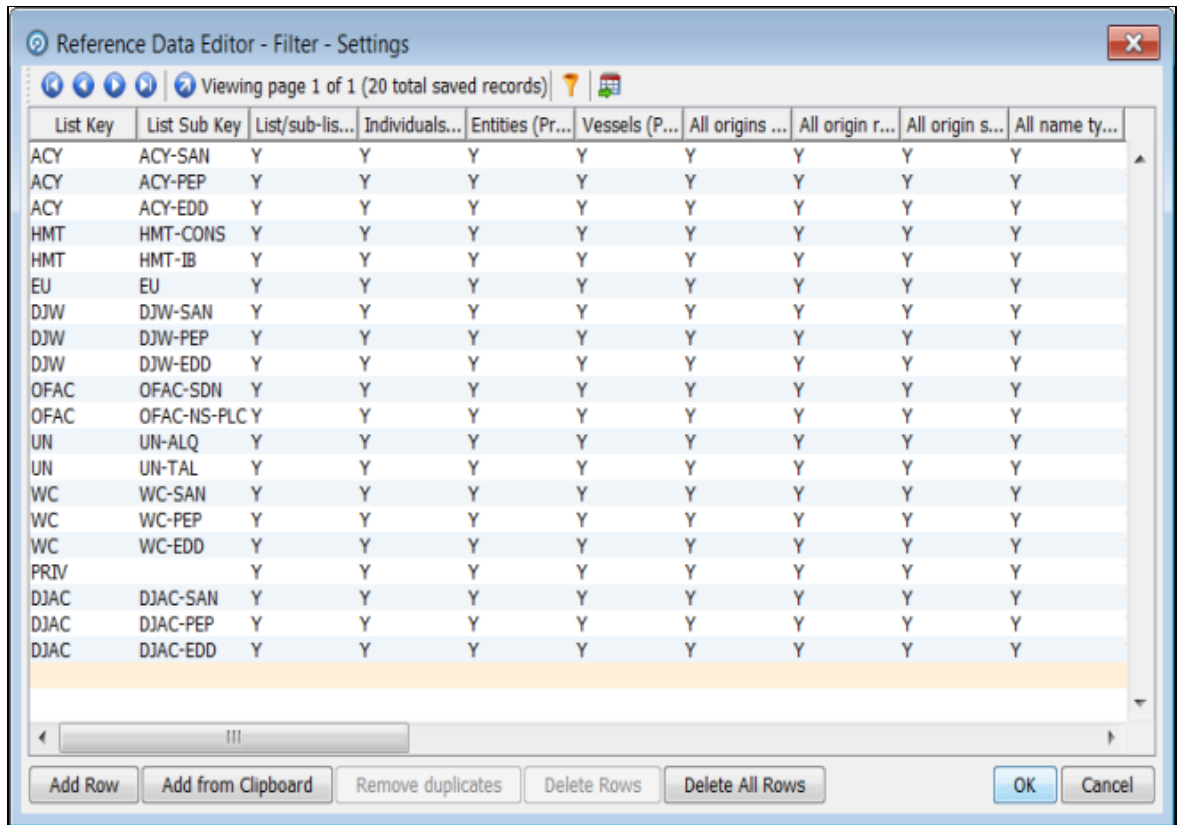 Reference Data Editor - Filter - Settings
Viewing page 1 of 1 (20 total saved records)
List Key List Sub Key List/sub-lis... Individuals... Entities (Pr... Vessels (P... All origins ... All origin r... All origin s... All name ty...
ACY ACY-SAN Y Y Y Y Y Y Y Y
ACY ACY-PEP Y Y Y Y Y Y Y Y
ACY ACY-EDD Y Y Y Y Y Y Y Y
HMT HMT-CONS Y Y Y Y Y Y Y Y
HMT HMT-IB Y Y Y Y Y Y Y Y
EU EU Y Y Y Y Y Y Y Y
DJW DJW-SAN Y Y Y Y Y Y Y Y
DJW DJW-PEP Y Y Y Y Y Y Y Y
DJW DJW-EDD Y Y Y Y Y Y Y Y
OFAC OFAC-SDN Y Y Y Y Y Y Y Y
OFAC OFAC-NS-PLC Y Y Y Y Y Y Y Y
UN UN-ALQ Y Y Y Y Y Y Y Y
UN UN-TAL Y Y Y Y Y Y Y Y
WC WC-SAN Y Y Y Y Y Y Y Y
WC WC-PEP Y Y Y Y Y Y Y Y
WC WC-EDD Y Y Y Y Y Y Y Y
PRIV Y Y Y Y Y Y Y Y
DJAC DJAC-SAN Y Y Y Y Y Y Y Y
DJAC DJAC-PEP Y Y Y Y Y Y Y Y
DJAC DJAC-EDD Y Y Y Y Y Y Y Y
Add Row Add from Clipboard Remove duplicates Delete Rows Delete All Rows OK Cancel